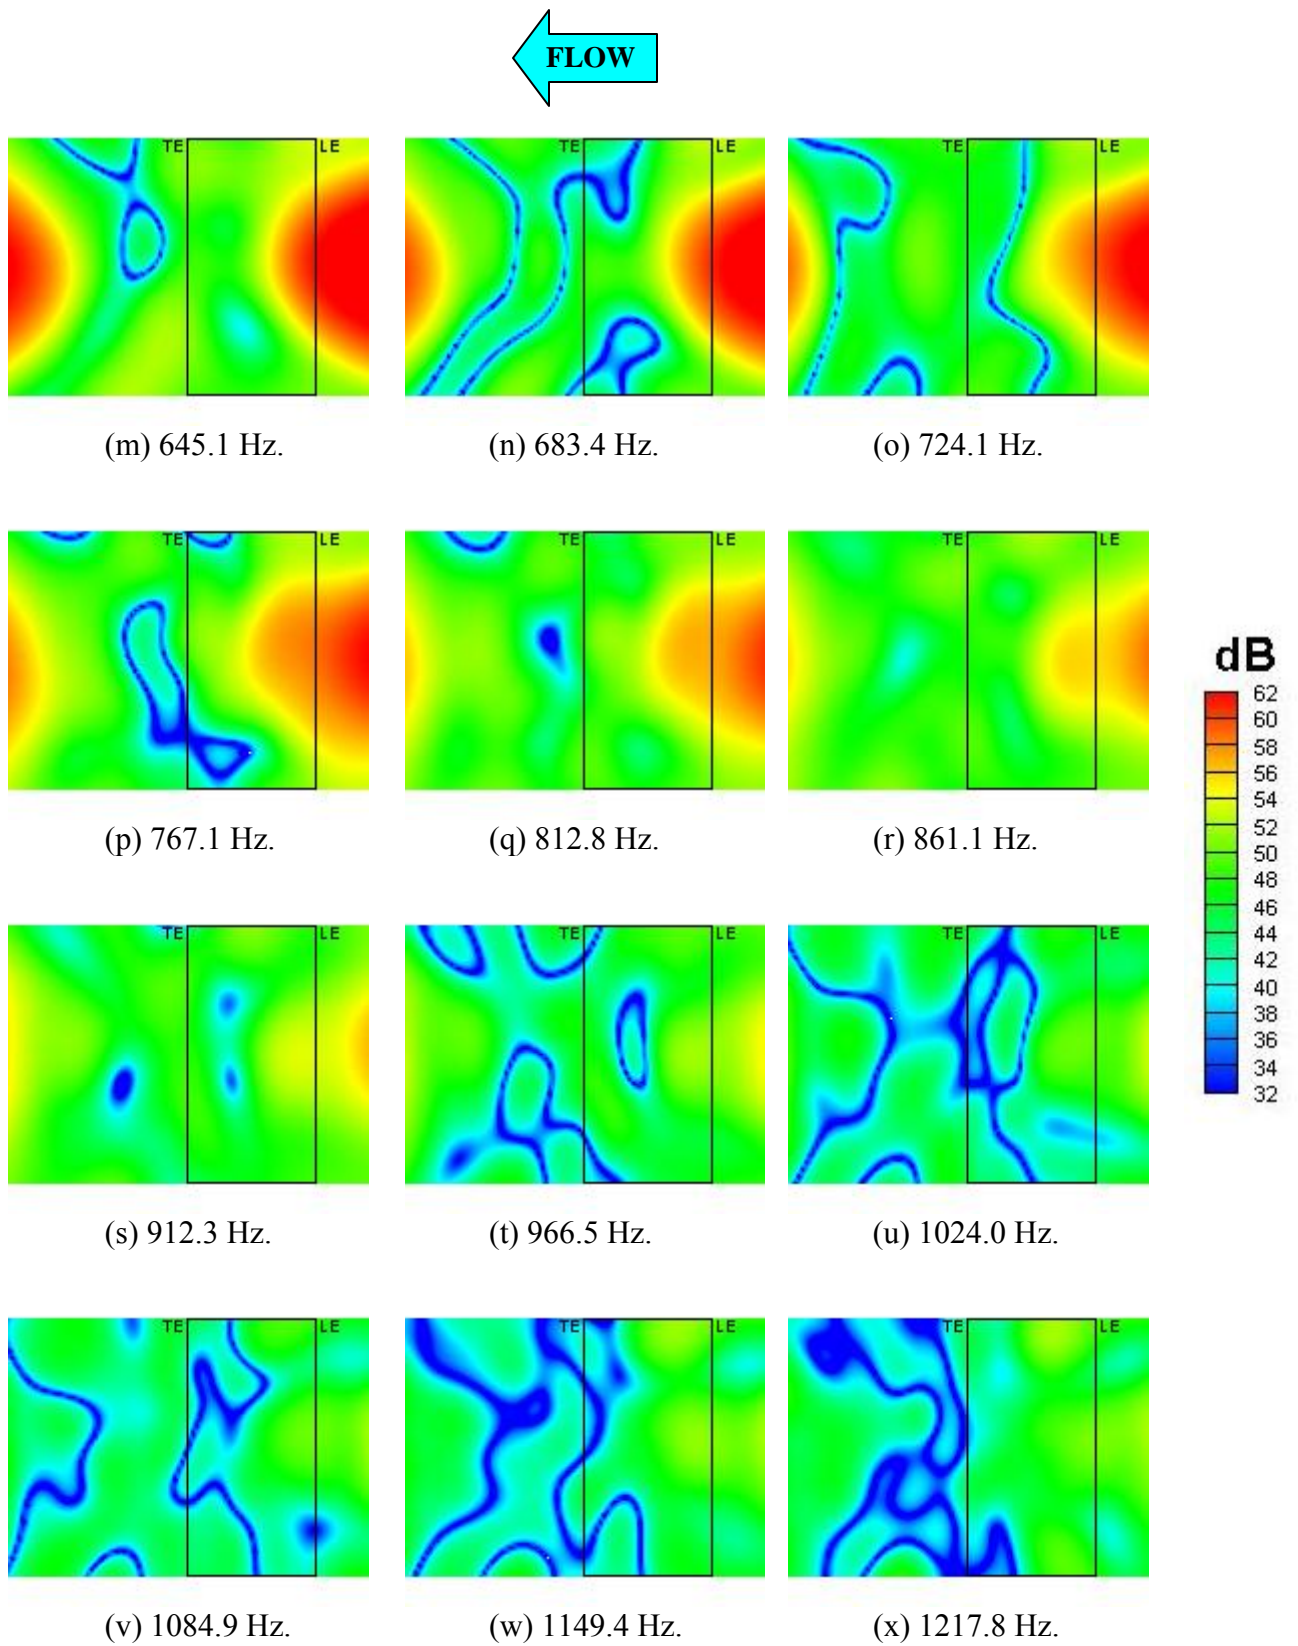 FLOW
TE LE TE LE TE LE
(m) 645.1 Hz. (n) 683.4 Hz. (o) 724.1 Hz.
TE LE TE LE TE LE
(p) 767.1 Hz. (q) 812.8 Hz. (r) 861.1 Hz.
dB
62
60
58
56
54
52
50
48
46
44
42
40
38
36
34
32
TE LE TE LE TE LE
(s) 912.3 Hz. (t) 966.5 Hz. (u) 1024.0 Hz.
TE LE TE LE TE LE
(v) 1084.9 Hz. (w) 1149.4 Hz. (x) 1217.8 Hz.